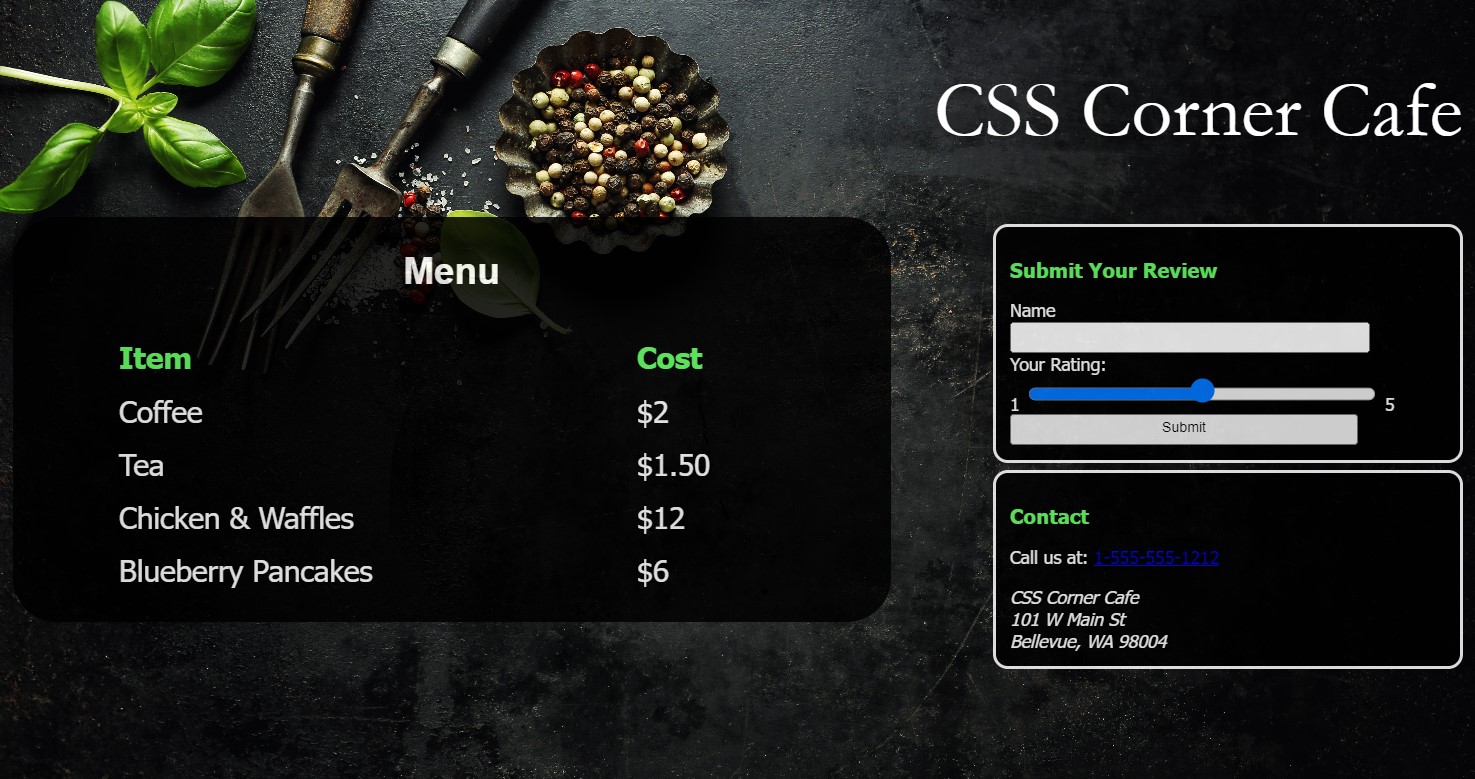 CSS Corner Cafe
Menu
Item Cost
Coffee $2
Tea $1.50
Chicken & Waffles $12
Blueberry Pancakes $6
Submit Your Review
Name
Your Rating:
1 5
Submit
Contact
Call us at: 1-555-555-1212
CSS Corner Cafe
101 W Main St
Bellevue, WA 98004